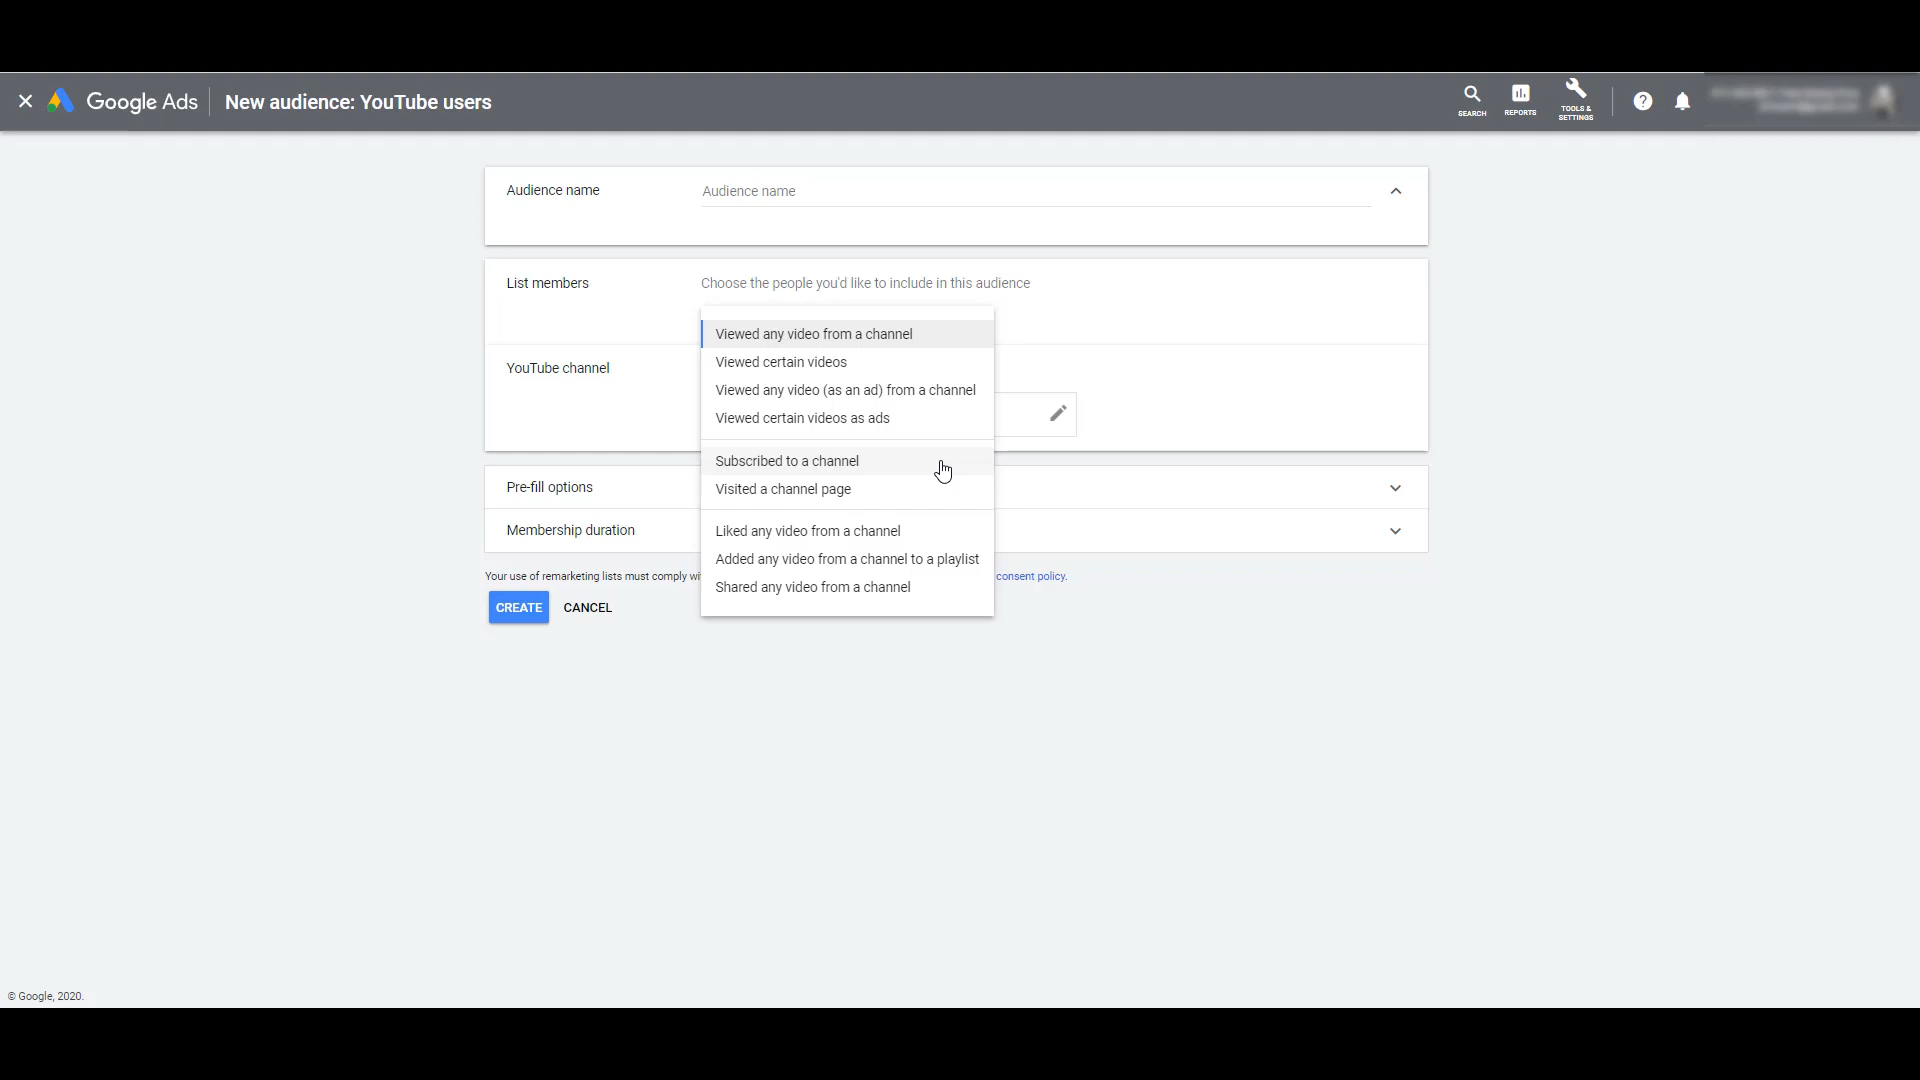 Google Ads
New audience: YouTube users
SEARCH
REPORTS
TOOLS &
SETTINGS
Audience name
Audience name
List members
Choose the people you'd like to include in this audience
Viewed any video from a channel
Viewed certain videos
Viewed any video (as an ad) from a channel
Viewed certain videos as ads
Subscribed to a channel
Visited a channel page
Liked any video from a channel
Added any video from a channel to a playlist
Shared any video from a channel
YouTube channel
Pre-fill options
Membership duration
Your use of remarketing lists must comply consent policy.
CREATE CANCEL
© Google, 2020.